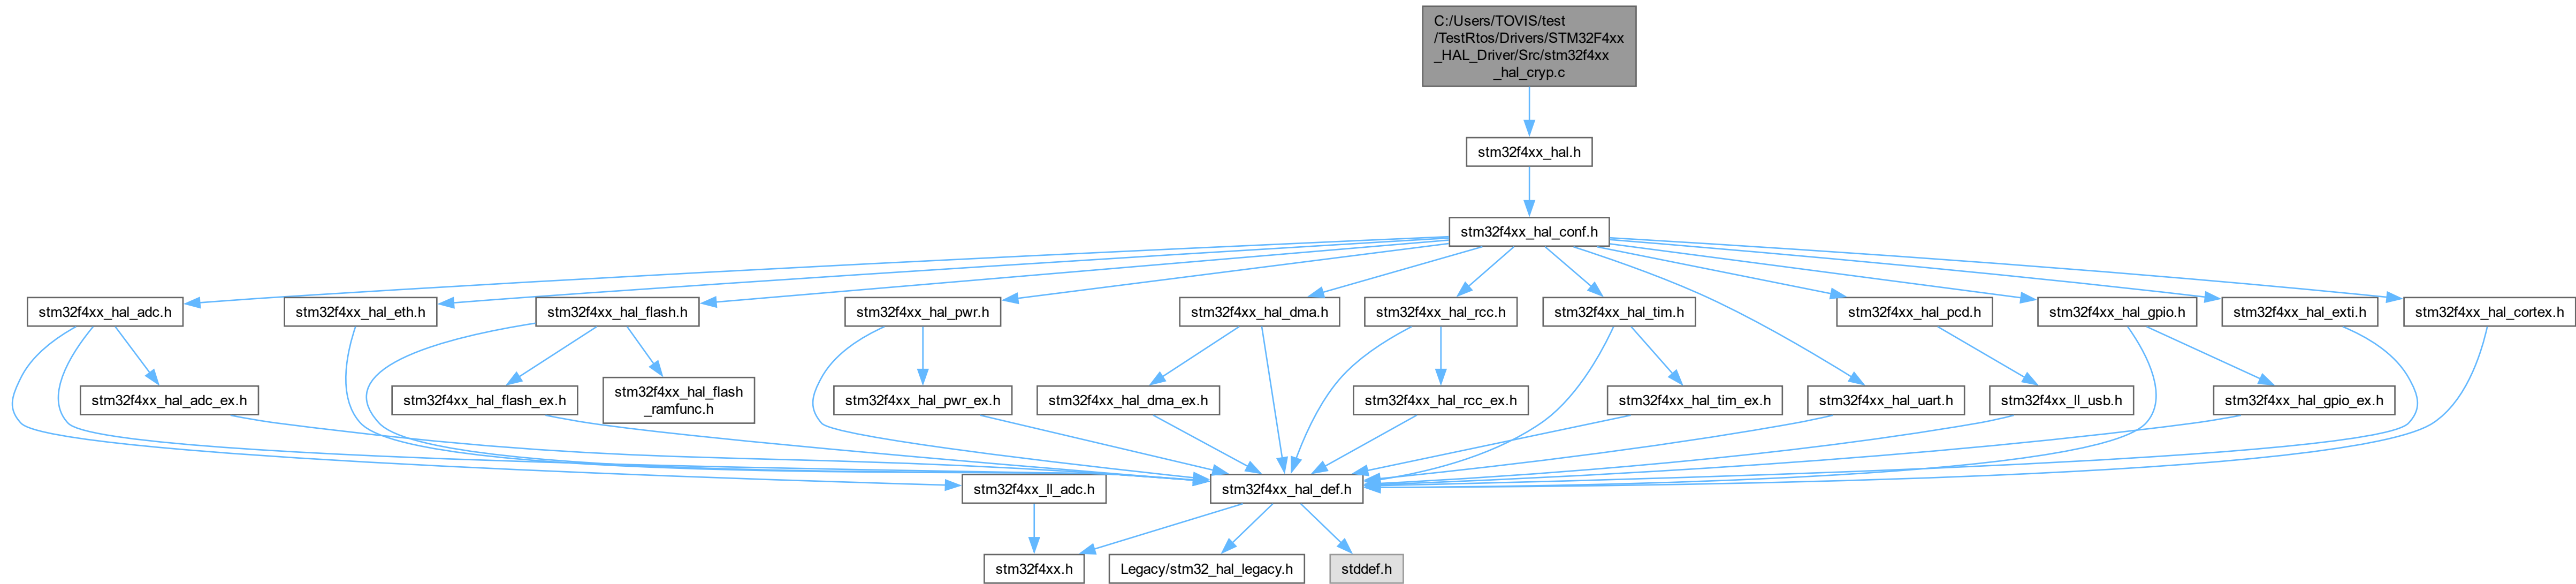 C:/Users/TOVIS/test
/TestRtos/Drivers/STM32F4xx
_HAL_Driver/Src/stm32f4xx
_hal_cryp.c
stm32f4xx_hal.h
stm32f4xx_hal_conf.h
stm32f4xx_hal_adc.h
stm32f4xx_hal_eth.h
stm32f4xx_hal_flash.h
stm32f4xx_hal_pwr.h
stm32f4xx_hal_dma.h
stm32f4xx_hal_rcc.h
stm32f4xx_hal_tim.h
stm32f4xx_hal_pcd.h
stm32f4xx_hal_gpio.h
stm32f4xx_hal_exti.h
stm32f4xx_hal_cortex.h
stm32f4xx_hal_adc_ex.h
stm32f4xx_hal_flash_ex.h
stm32f4xx_hal_flash
_ramfunc.h
stm32f4xx_hal_pwr_ex.h
stm32f4xx_hal_dma_ex.h
stm32f4xx_hal_rcc_ex.h
stm32f4xx_hal_tim_ex.h
stm32f4xx_hal_uart.h
stm32f4xx_ll_usb.h
stm32f4xx_hal_gpio_ex.h
stm32f4xx_ll_adc.h
stm32f4xx_hal_def.h
stm32f4xx.h
Legacy/stm32_hal_legacy.h
stddef.h